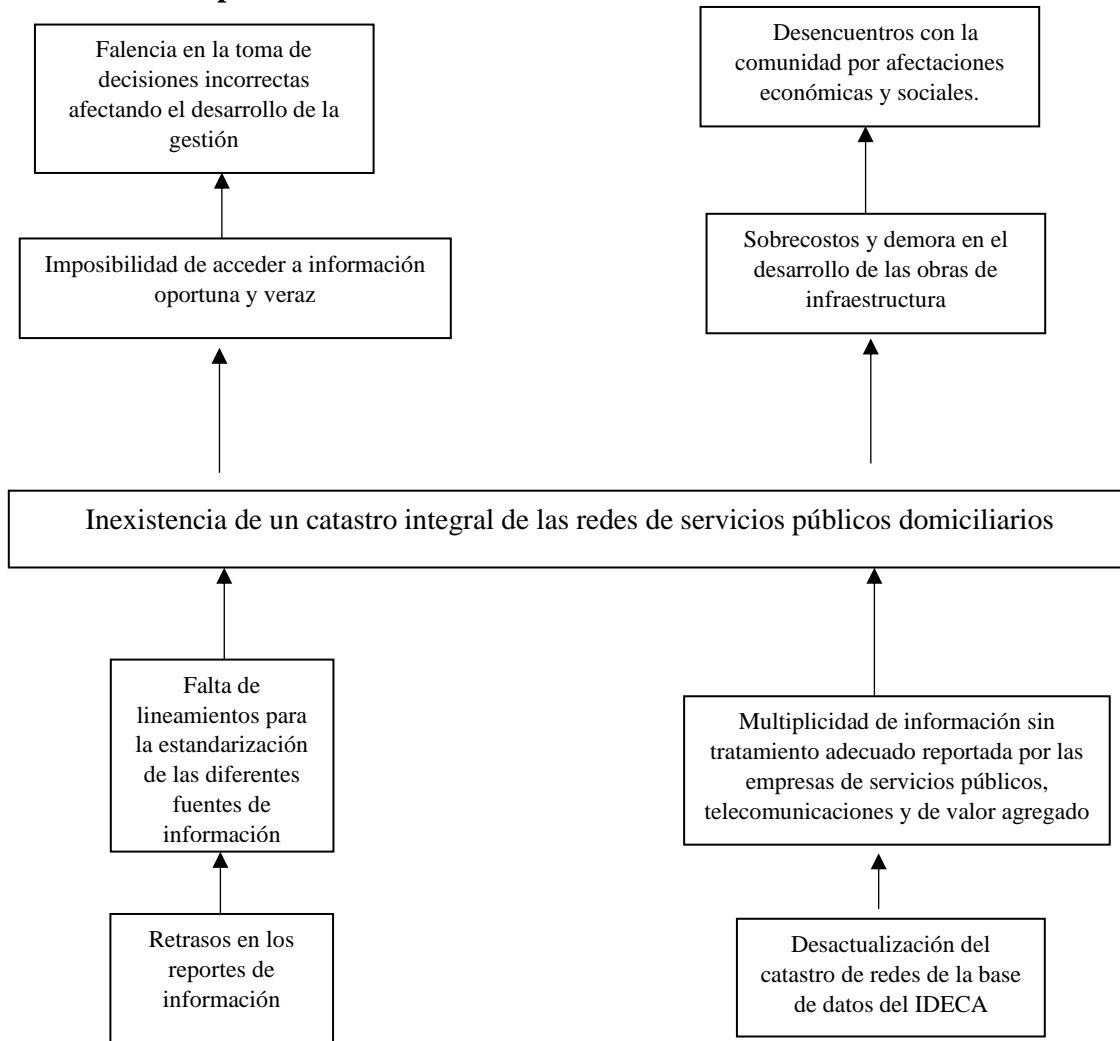 Falencia en la toma de
decisiones incorrectas
afectando el desarrollo de la
gestión
Desencuentros con la
comunidad por afectaciones
económicas y sociales.
Imposibilidad de acceder a información
oportuna y veraz
Sobrecostos y demora en el
desarrollo de las obras de
infraestructura
Inexistencia de un catastro integral de las redes de servicios públicos domiciliarios
Falta de
lineamientos para
la estandarización
de las diferentes
fuentes de
información
Multiplicidad de información sin
tratamiento adecuado reportada por las
empresas de servicios públicos,
telecomunicaciones y de valor agregado
Retrasos en los
reportes de
información
Desactualización del
catastro de redes de la base
de datos del IDECA